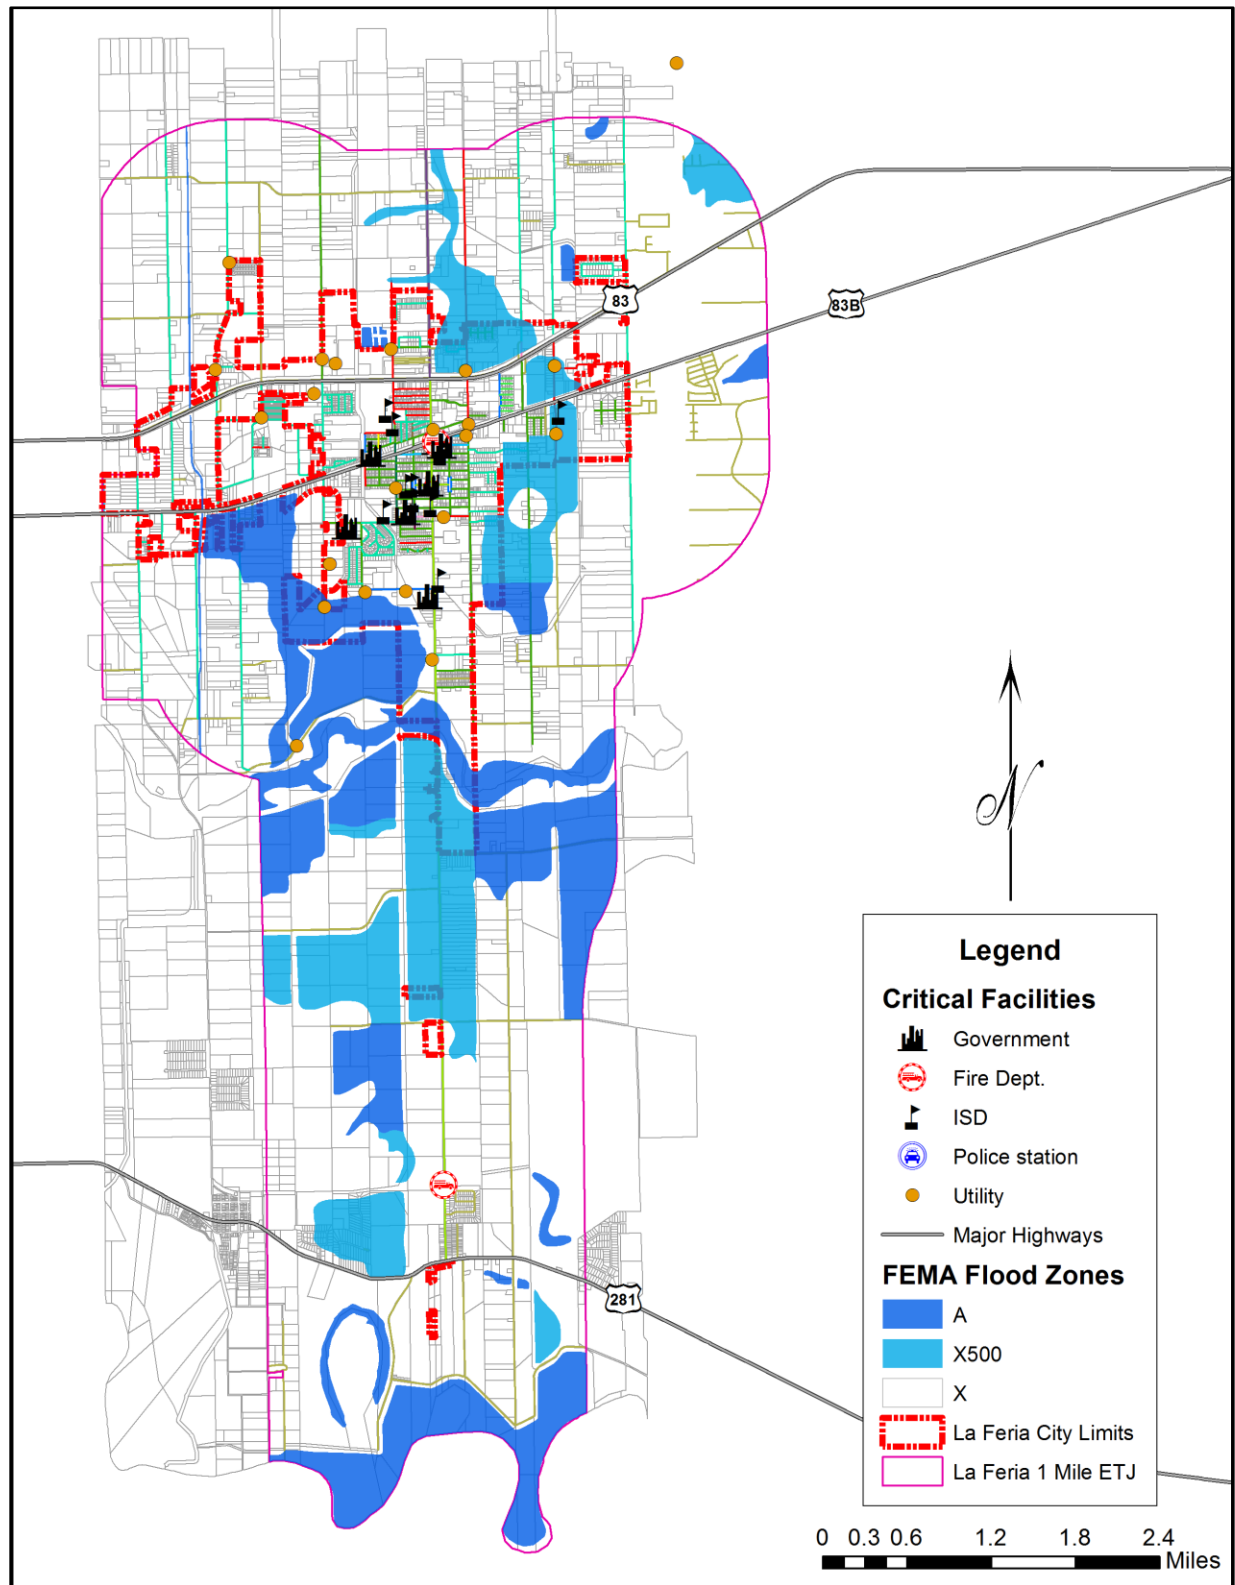 83
83B
N
281
Legend
Critical Facilities
Government
Fire Dept.
ISD
Police station
Utility
Major Highways
FEMA Flood Zones
A
X500
X
La Feria City Limits
La Feria 1 Mile ETJ
0 0.3 0.6 1.2 1.8 2.4
Miles